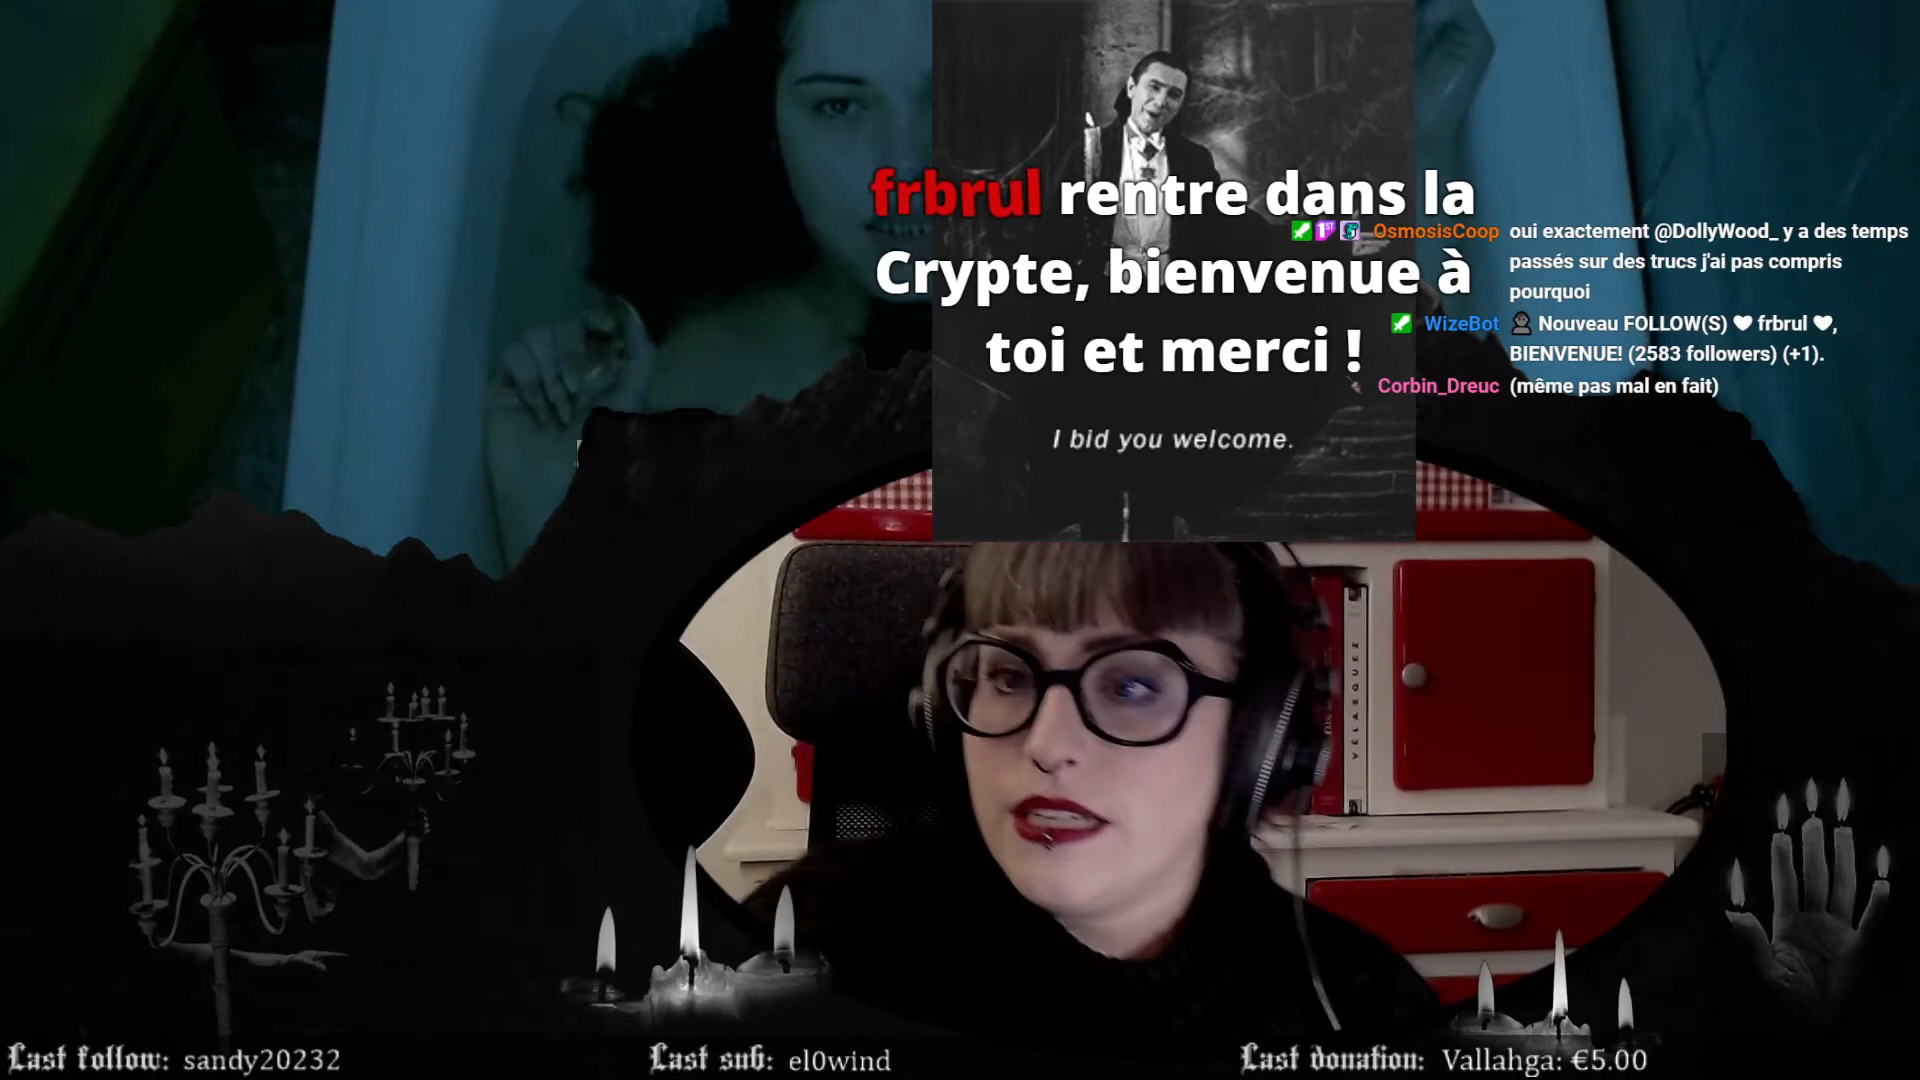 frbrul rentre dans la
Crypte, bienvenue à
toi et merci !
I bid you welcome.
OsmosisCoop oui exactement @DollyWood_ y a des temps
passés sur des trucs j'ai pas compris
pourquoi
WizeBot Nouveau FOLLOW(S) frbrul ,
BIENVENUE! (2583 followers) (+1).
Corbin_Dreuc (même pas mal en fait)
VÉLASQUEZ
Last follow: sandy20232
Last sub: el0wind
Last donation: Vallahga: €5.00